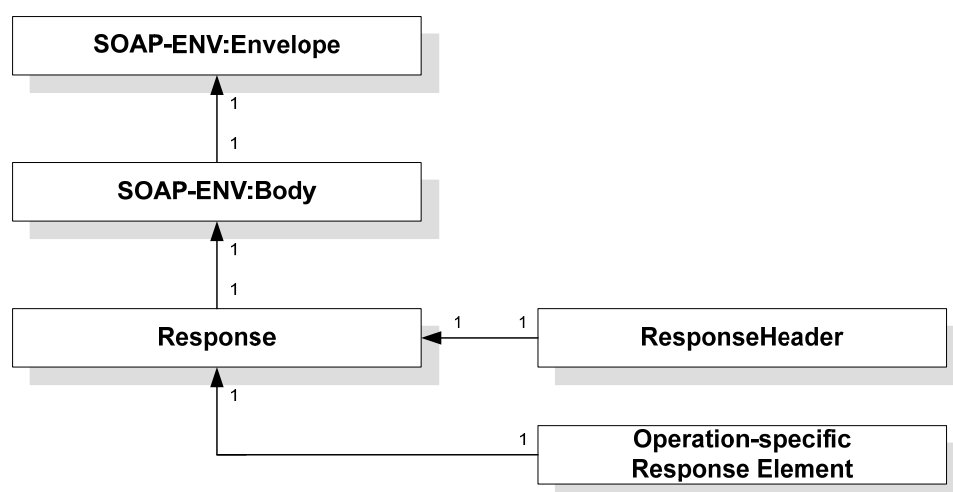 SOAP-ENV:Envelope
1
1
SOAP-ENV:Body
1
1
Response
1 1
ResponseHeader
1
1
Operation-specific
Response Element